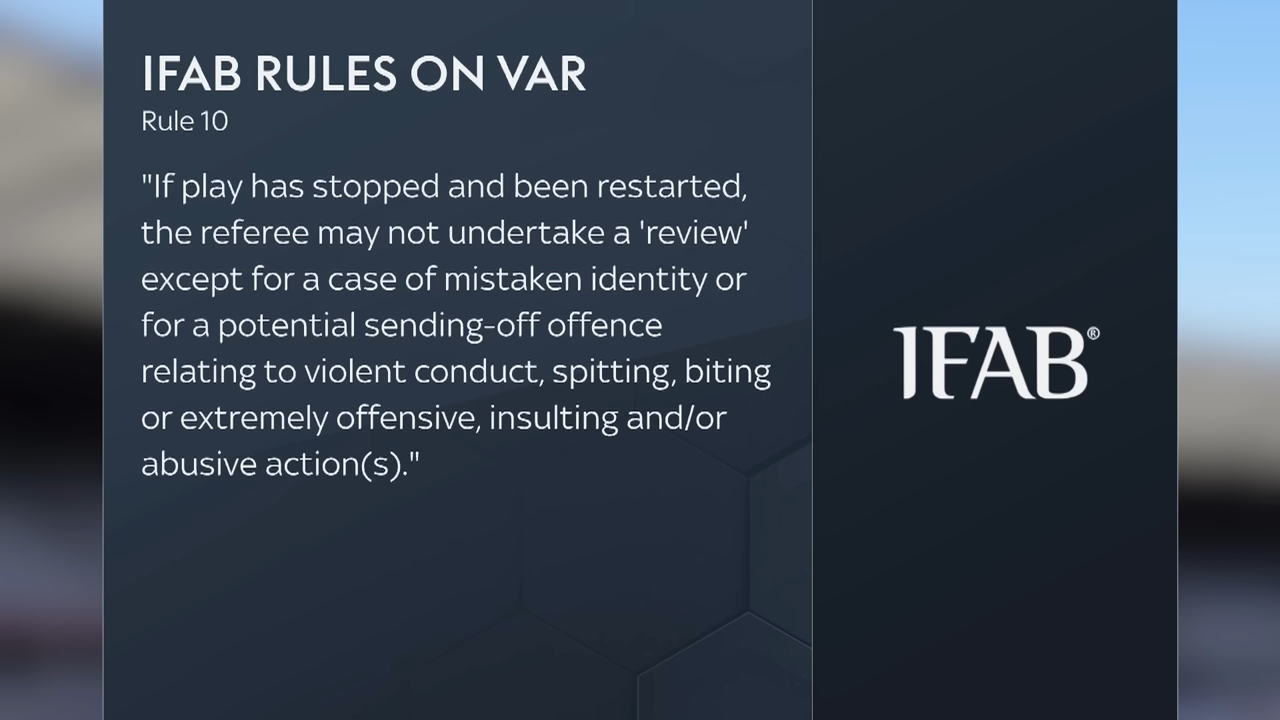 IFAB RULES ON VAR
Rule 10
"If play has stopped and been restarted,
the referee may not undertake a 'review'
except for a case of mistaken identity or
for a potential sending-off offence
relating to violent conduct, spitting, biting
or extremely offensive, insulting and/or
abusive action(s)."
IFAB®